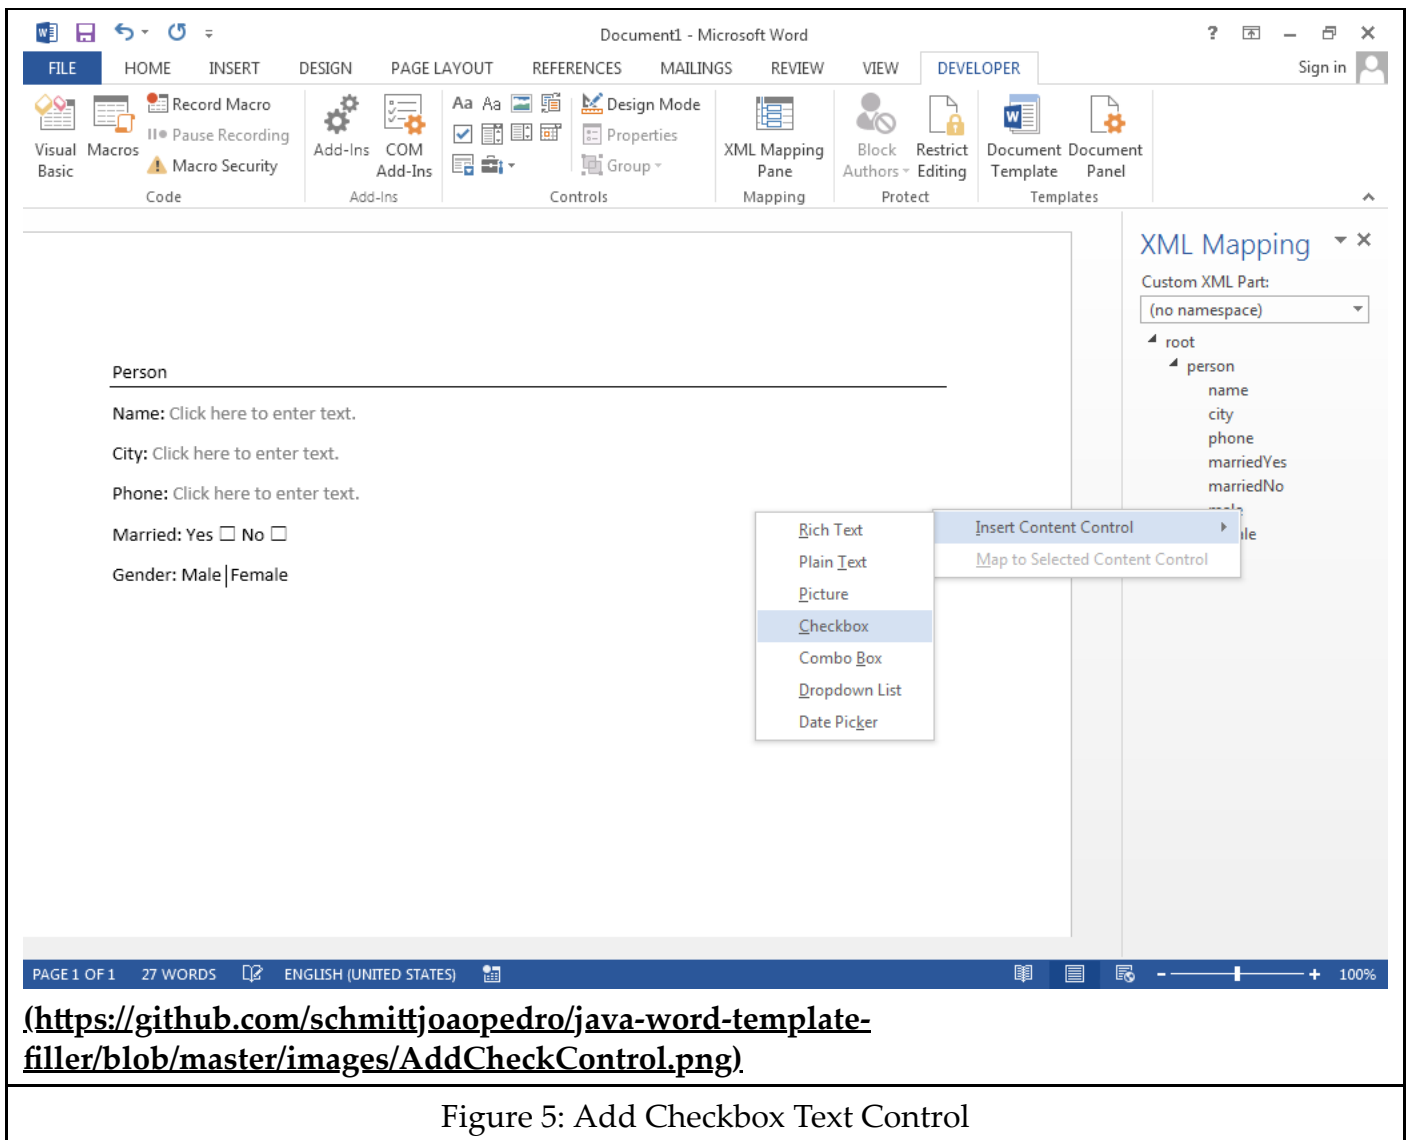 Document1 - Microsoft Word
?
FILE HOME INSERT DESIGN PAGE LAYOUT REFERENCES MAILINGS REVIEW VIEW DEVELOPER Sign in
Visual Basic
Macros
Record Macro
Pause Recording
Macro Security
Code
Add-Ins
COM Add-Ins
Add-Ins
Aa Aa
Design Mode
Properties
Group
Controls
XML Mapping Pane
Mapping
Block Authors
Restrict Editing
Protect
Document Template
Document Panel
Templates
XML Mapping
Custom XML Part:
(no namespace)
root
person
name
city
phone
marriedYes
marriedNo
Person
Name: Click here to enter text.
City: Click here to enter text.
Phone: Click here to enter text.
Married: Yes ☐ No ☐
Gender: Male Female
Insert Content Control
Map to Selected Content Control
Rich Text
Plain Text
Picture
Checkbox
Combo Box
Dropdown List
Date Picker
PAGE 1 OF 1 27 WORDS ENGLISH (UNITED STATES) 100%
(https://github.com/schmittjoaopedro/java-word-template-
filler/blob/master/images/AddCheckControl.png)
Figure 5: Add Checkbox Text Control